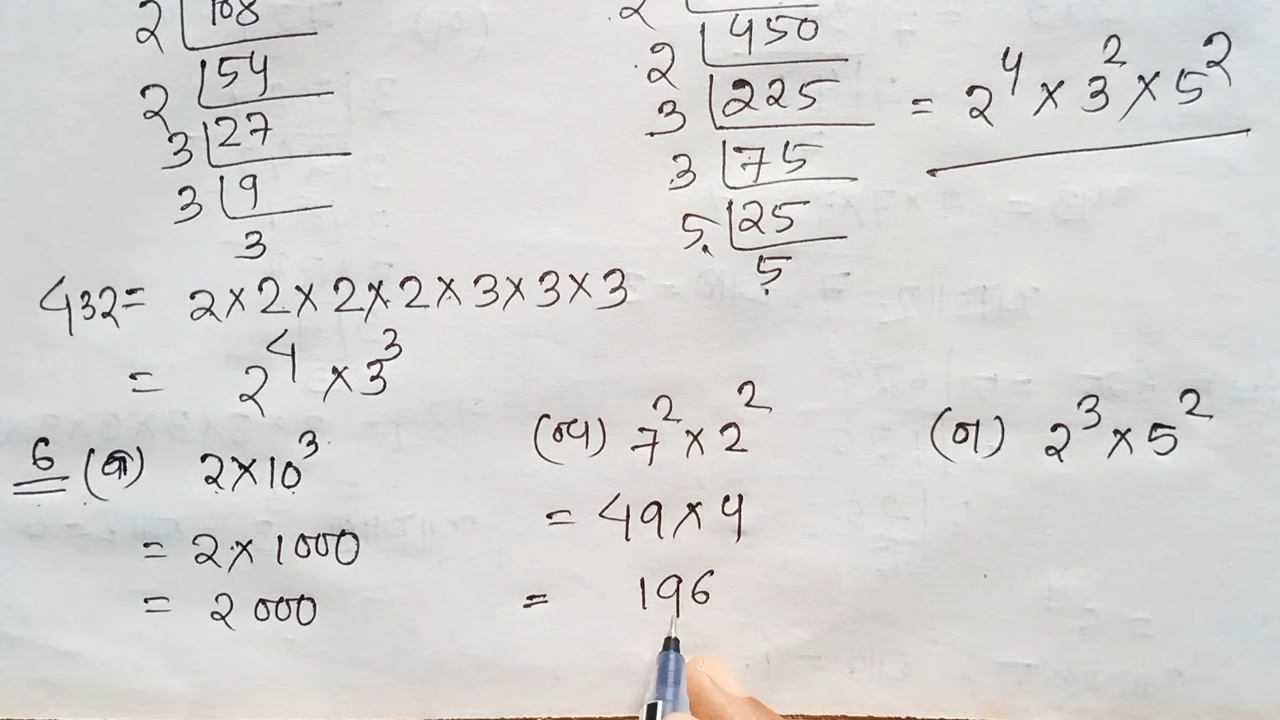 2 | 108
2 | 54
3 | 27
3 | 9
3
2 | 450
3 | 225
3 | 75
5 | 25
5
= 2⁴ × 3² × 5²
432 = 2 × 2 × 2 × 2 × 3 × 3 × 3
= 2⁴ × 3³
6 (क) 2 × 10³
= 2 × 1000
= 2000
(ख) 7² × 2²
= 49 × 4
= 196
(ग) 2³ × 5²